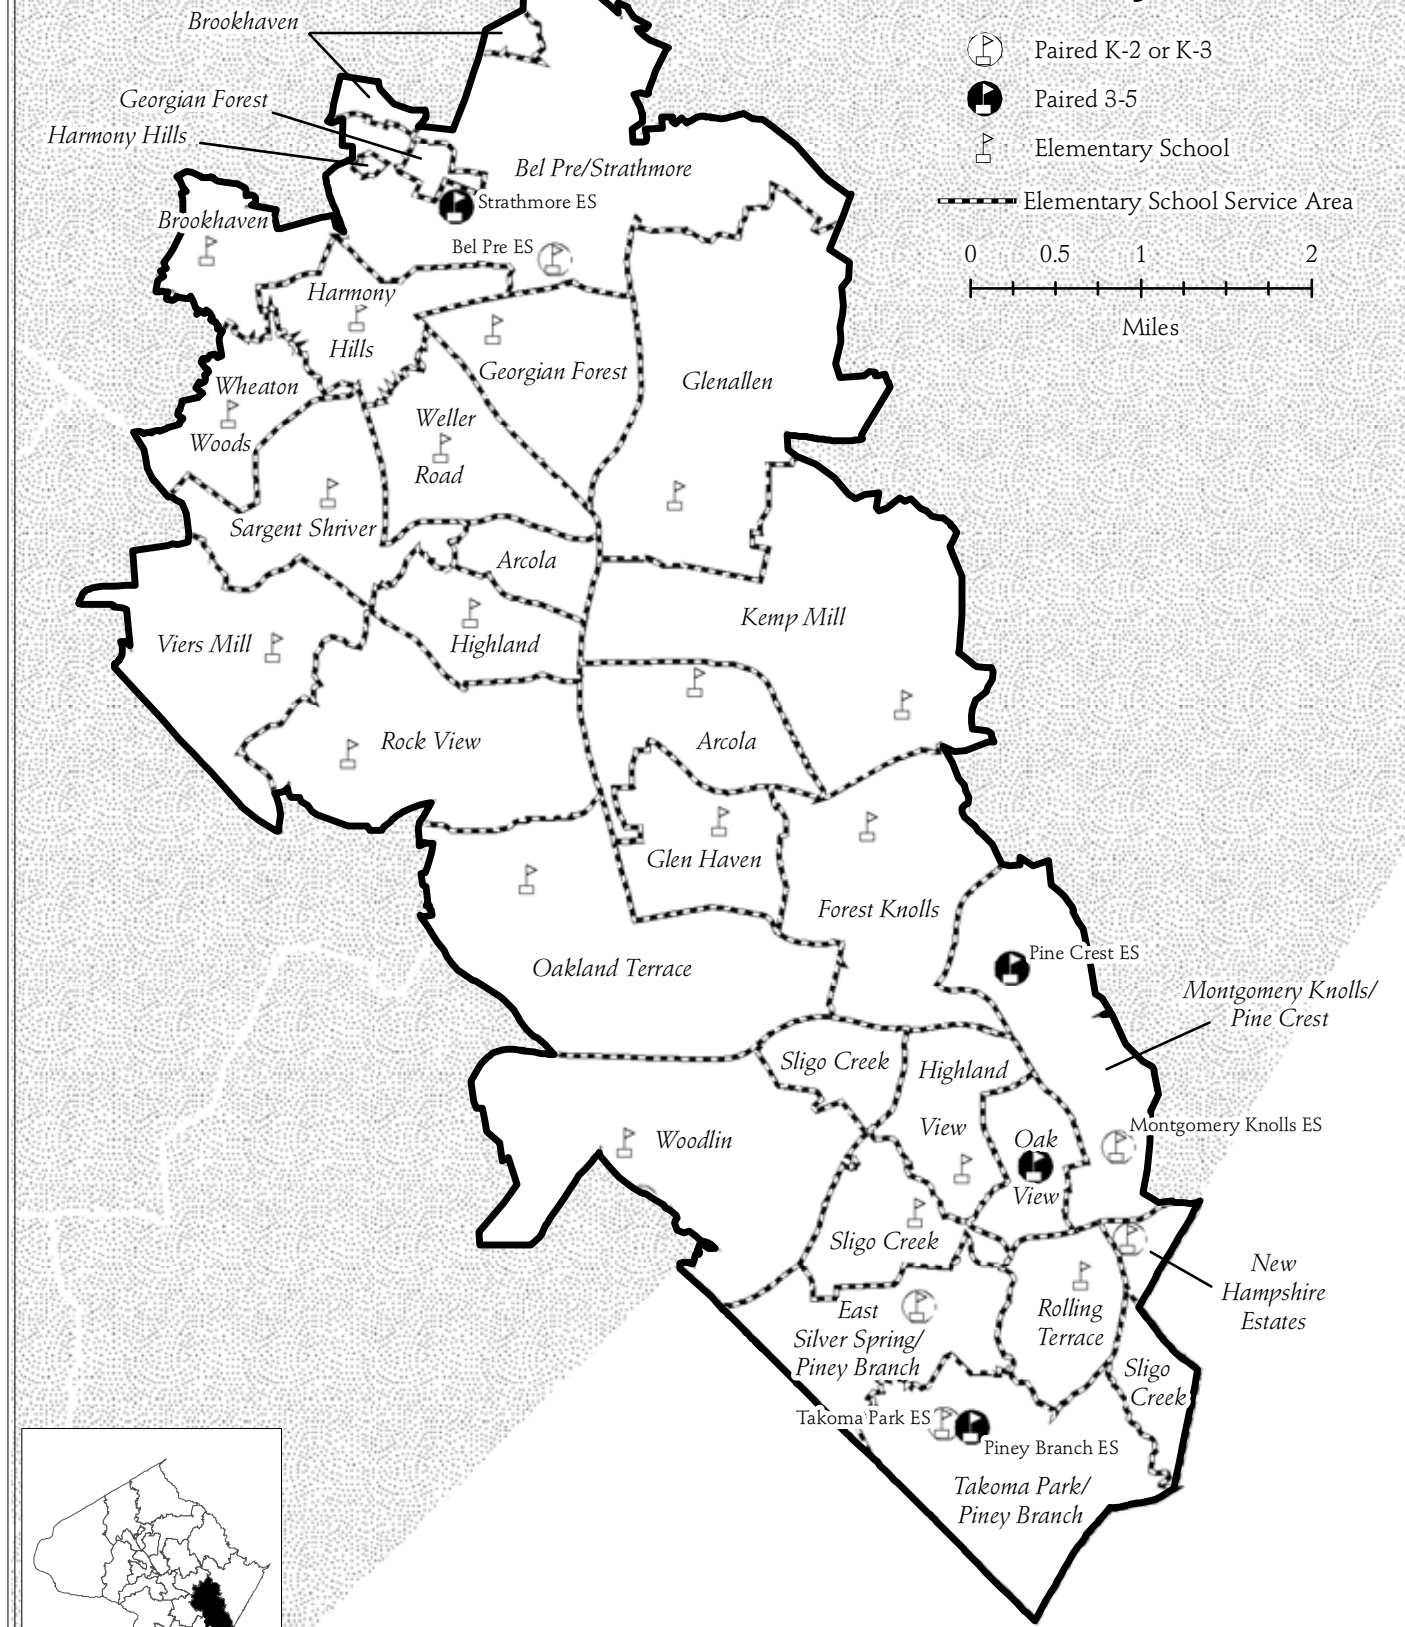 Brookhaven
Paired K-2 or K-3
Georgian Forest
Paired 3-5
Harmony Hills
Elementary School
Bel Pre/Strathmore
Strathmore ES
Elementary School Service Area
Brookhaven
Bel Pre ES
0 0.5 1 2
Miles
Harmony
Hills
Georgian Forest
Glenallen
Wheaton
Woods
Weller
Road
Sargent Shriver
Arcola
Kemp Mill
Viers Mill
Highland
Rock View
Arcola
Glen Haven
Forest Knolls
Oakland Terrace
Pine Crest ES
Montgomery Knolls/
Pine Crest
Sligo Creek
Highland
View
Montgomery Knolls ES
Woodlin
Oak
View
Sligo Creek
New
Hampshire
Estates
East
Silver Spring/
Piney Branch
Rolling
Terrace
Sligo
Creek
Takoma Park ES
Piney Branch ES
Takoma Park/
Piney Branch